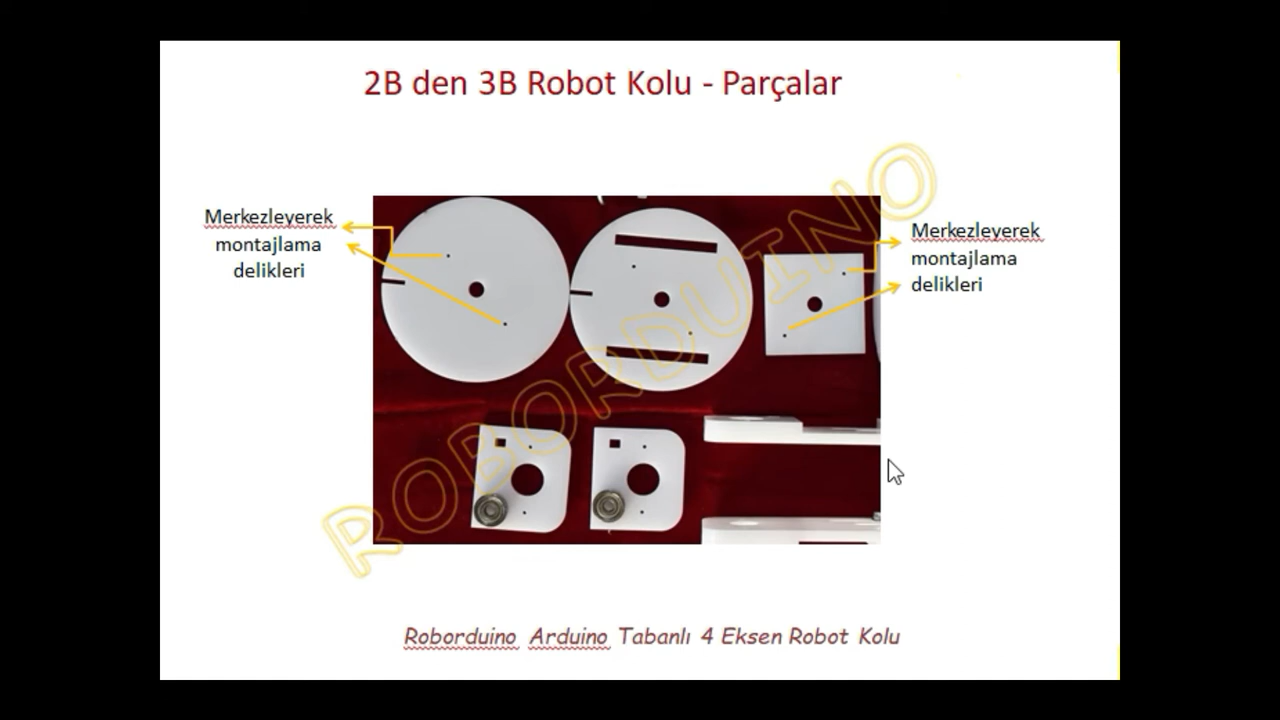 2B den 3B Robot Kolu - Parçalar
Merkezleyerek
montajlama
delikleri
Merkezleyerek
montajlama
delikleri
ROBORDUINO
Roborduino Arduino Tabanlı 4 Eksen Robot Kolu